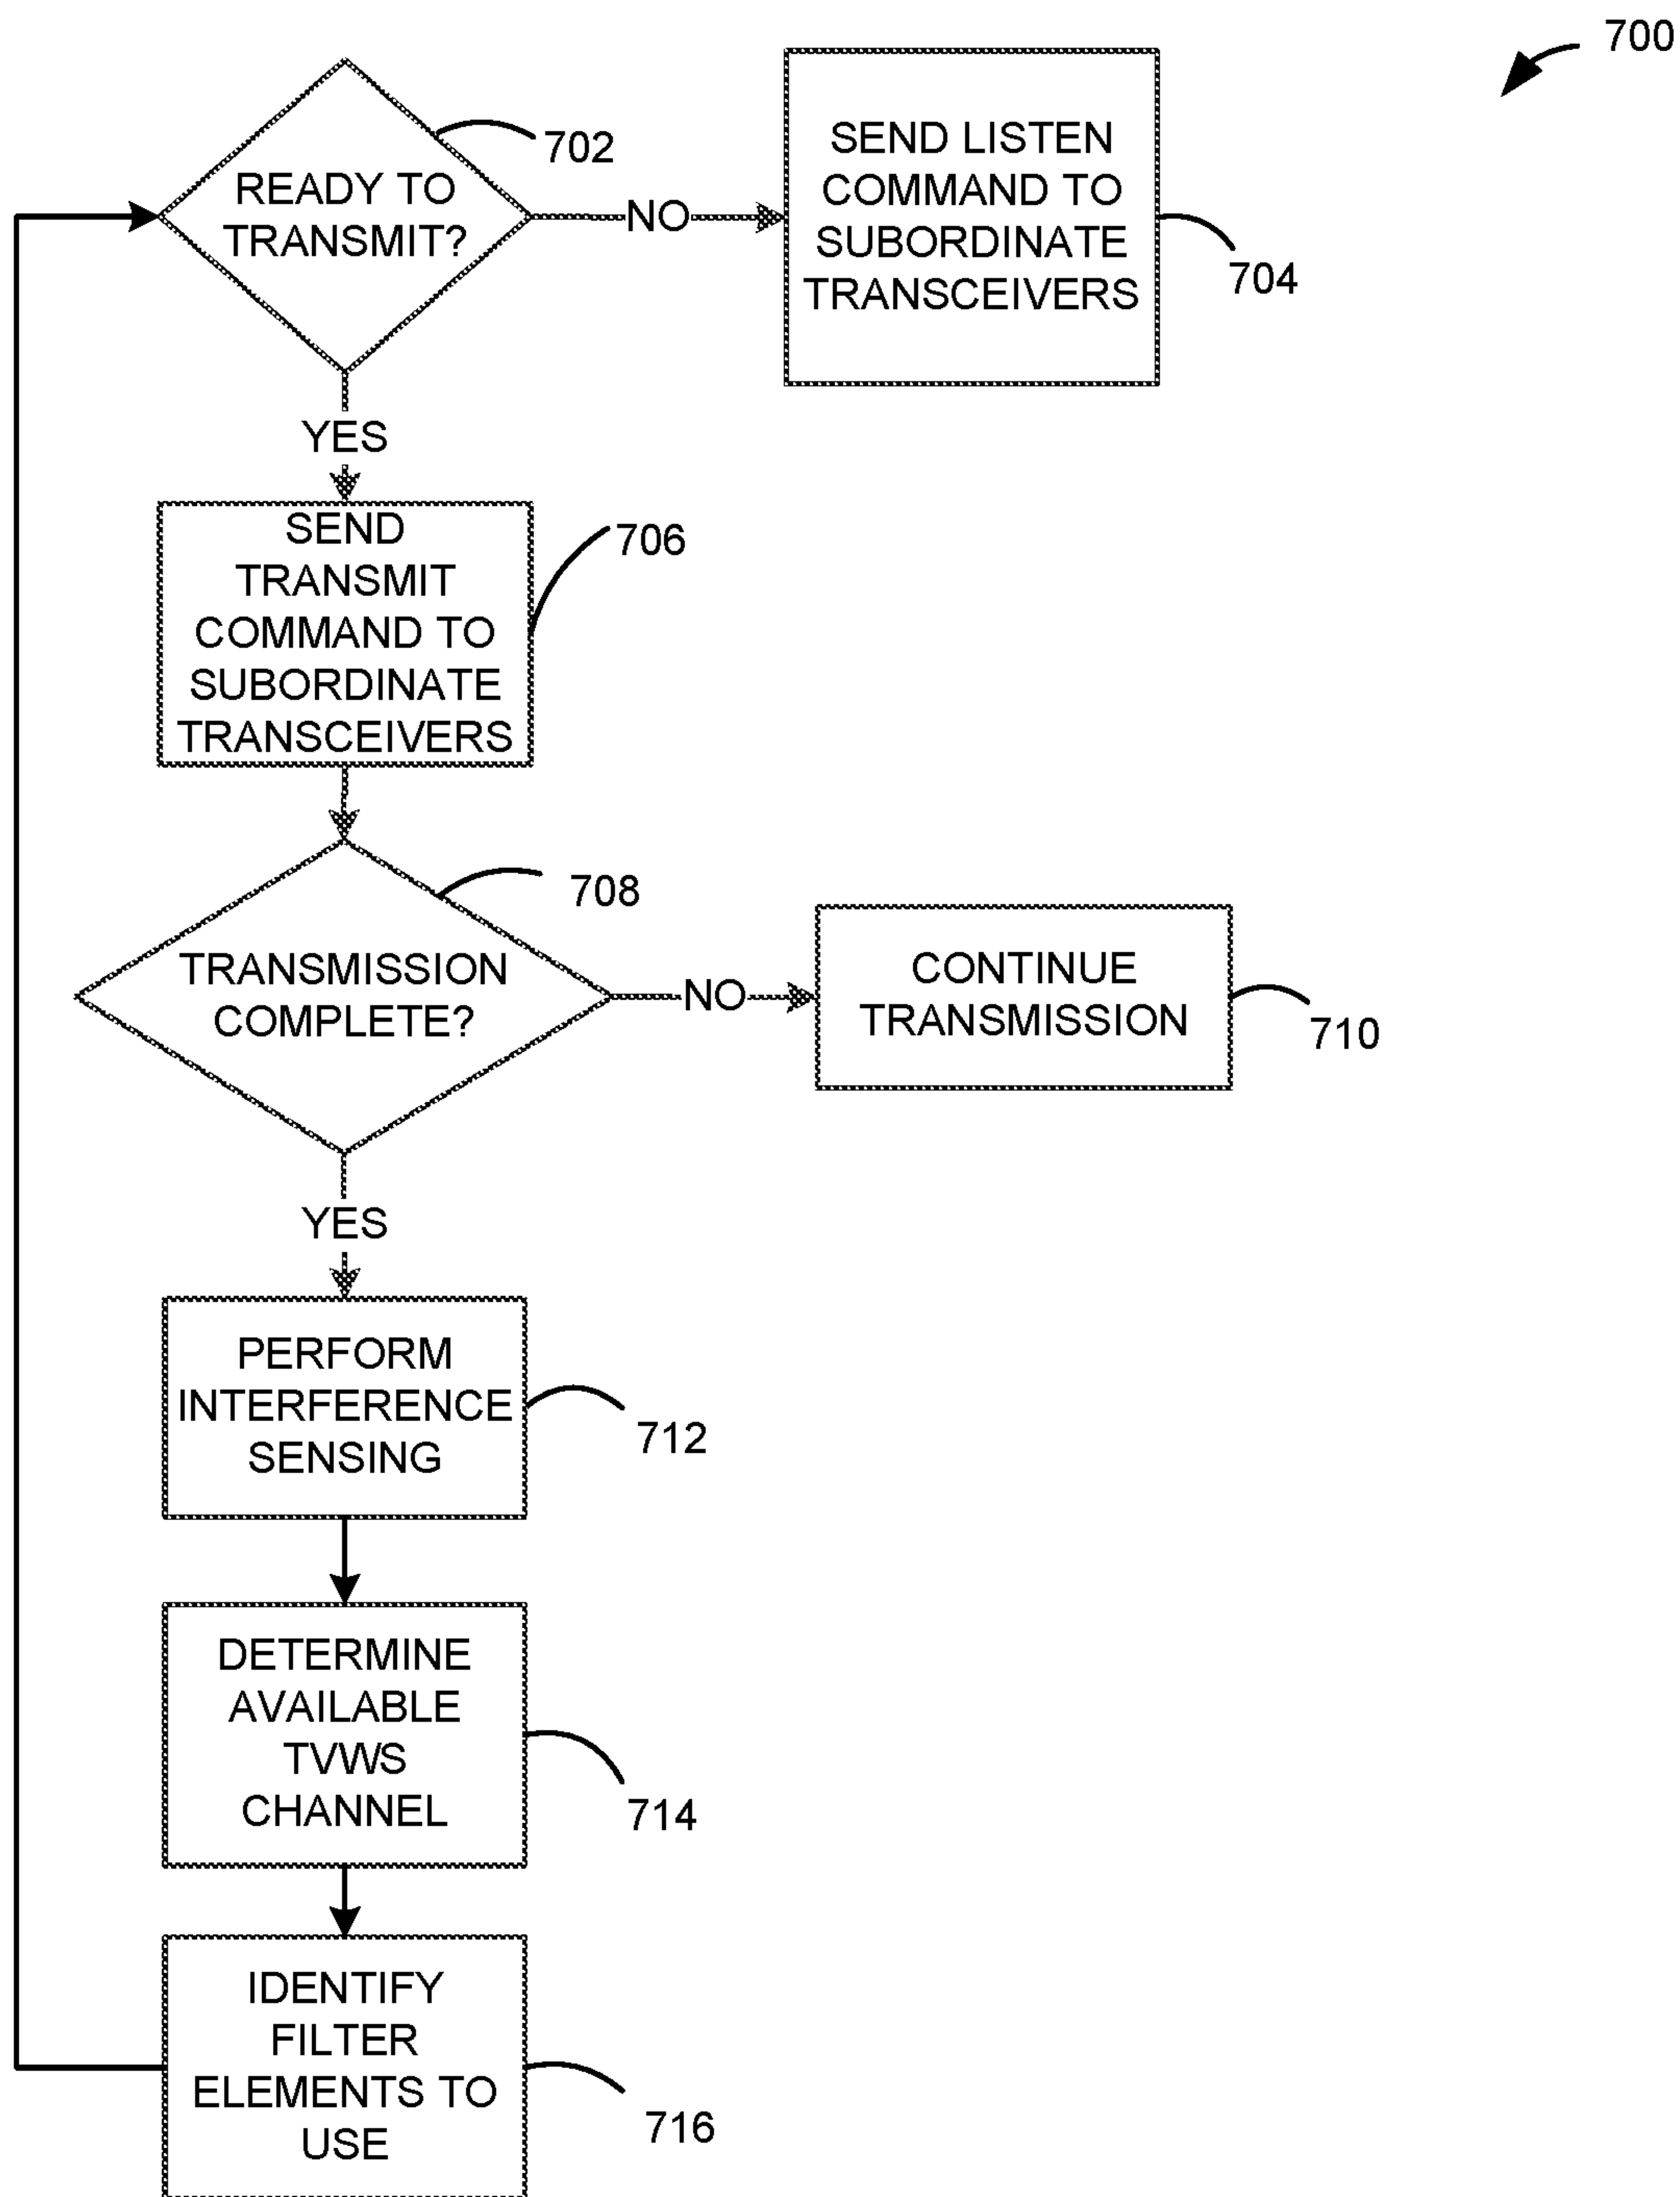 700
702
READY TO
TRANSMIT?
NO
SEND LISTEN
COMMAND TO
SUBORDINATE
TRANSCEIVERS
704
YES
SEND
TRANSMIT
COMMAND TO
SUBORDINATE
TRANSCEIVERS
706
708
TRANSMISSION
COMPLETE?
NO
CONTINUE
TRANSMISSION
710
YES
PERFORM
INTERFERENCE
SENSING
712
DETERMINE
AVAILABLE
TVWS
CHANNEL
714
IDENTIFY
FILTER
ELEMENTS TO
USE
716